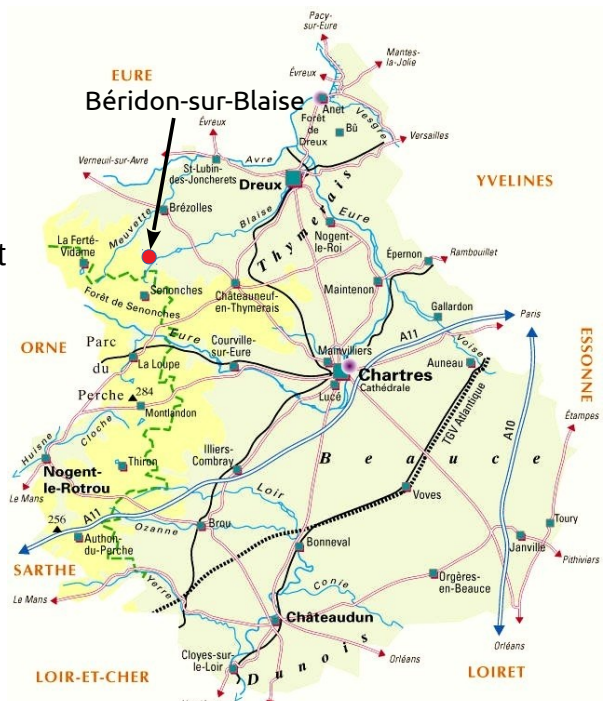 Pacy-
sur-Eure
Mantes-
la-Jolie
EURE
Évreux
Béridon-sur-Blaise
Anet
Forêt
de
Dreux
Bû
Vesgre
Évreux
Versailles
Verneuil-sur-Avre
Avre
St-Lubin-
des-Joncherets
Dreux
YVELINES
Brézolles
Blaise
Eure
Thymerais
Meuvette
Nogent-
le-Roi
La Ferté-
Vidame
t
Épernon
Rambouillet
Senonches
Forêt de Senonches
Châteauneuf-
en-Thymerais
Maintenon
Gallardon
Paris
ORNE
Parc
du
Perche
Eure
Courville-
sur-Eure
Mainvilliers
A11
Voise
ESSONNE
La Loupe
Auneau
Chartres
Cathédrale
Lucé
284
Montlandon
Cloche
TGV Atlantique
A10
Étampes
Huisne
Nogent-
le-Rotrou
Thiron
Illiers-
Combray
Beauce
Le Mans
Loir
Voves
256
A11
Ozanne
Brou
Toury
Authon-
du-Perche
Bonneval
Janville
Pithiviers
SARTHE
Yerre
Conie
Orgères-
en-Beauce
Le Mans
Châteaudun
Orléans
Cloyes-sur-
le-Loir
Dunois
Orléans
LOIR-ET-CHER
LOIRET